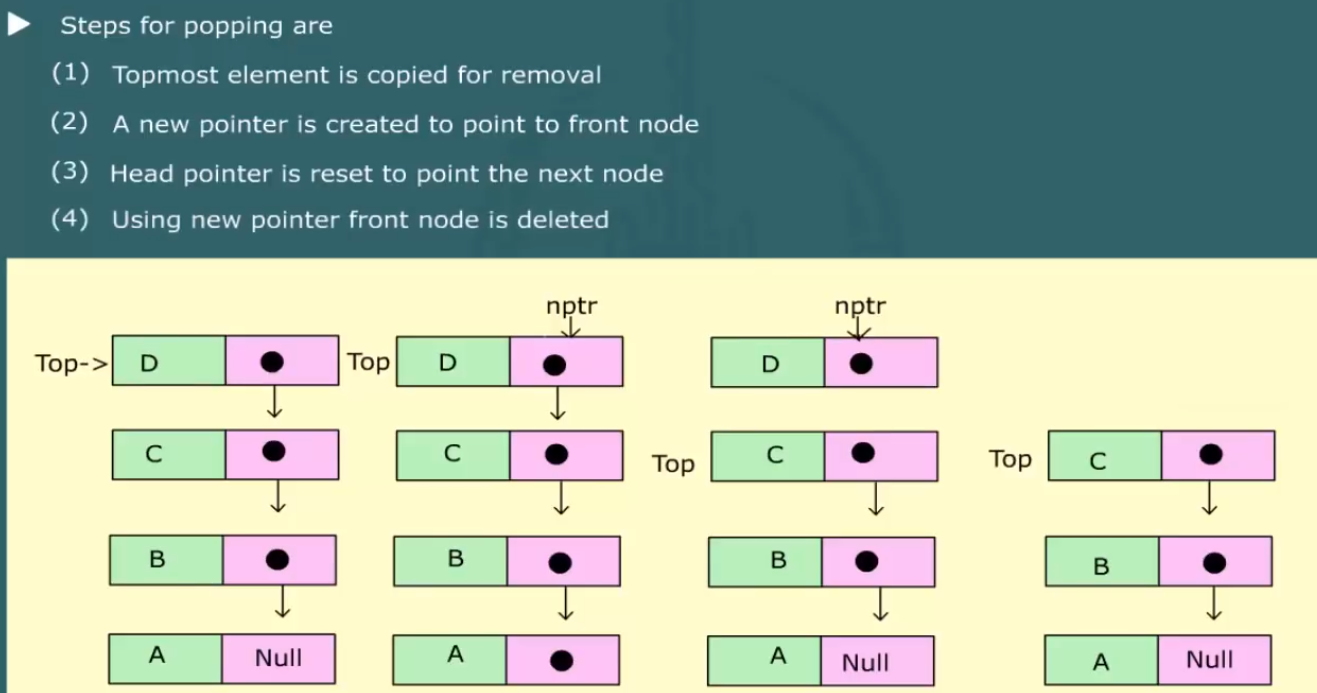 Steps for popping are
(1) Topmost element is copied for removal
(2) A new pointer is created to point to front node
(3) Head pointer is reset to point the next node
(4) Using new pointer front node is deleted
nptr nptr
Top-> D Top D D
C C Top C Top C
B B B B
A Null A A Null A Null